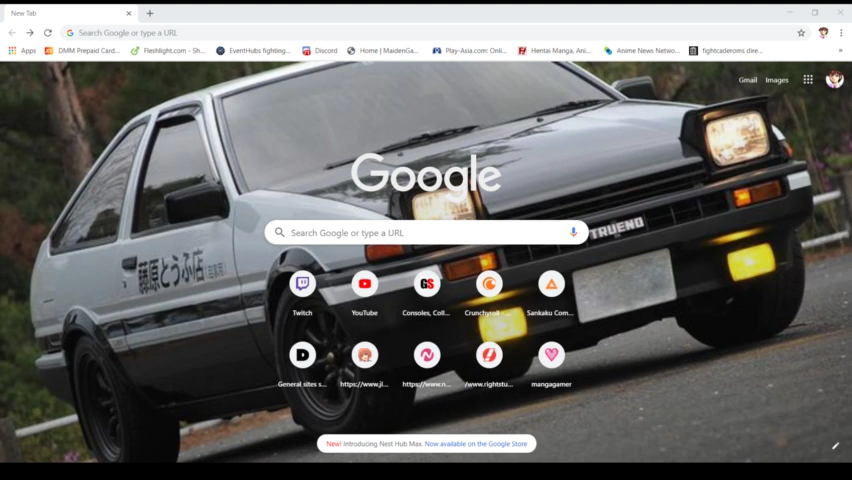 New Tab
Search Google or type a URL
Apps
DMM Prepaid Card...
Fleshlight.com - Sh...
EventHubs fighting...
Discord
Home | MaidenGa...
Play-Asia.com: Onli...
Hentai Manga, Ani...
Anime News Netwo...
fightcaderoms dire...
»
Gmail
Images
Google
Search Google or type a URL
TRUENO
藤原とうふ店
Twitch
YouTube
GS
Consoles, Coll...
Crunchyroll - ...
Sankaku Com...
D
General sites s...
https://www.ji...
https://www.n...
/www.rightstu...
mangagamer
New! Introducing Nest Hub Max. Now available on the Google Store